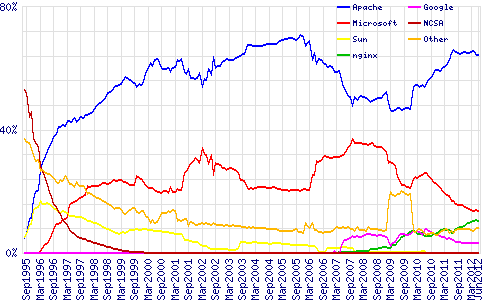 80%
40%
0%
Apache
Google
Microsoft
NCSA
Sun
Other
nginx
Sep1995
Mar1996
Sep1996
Mar1997
Sep1997
Mar1998
Sep1998
Mar1999
Sep1999
Mar2000
Sep2000
Mar2001
Sep2001
Mar2002
Sep2002
Mar2003
Sep2003
Mar2004
Sep2004
Mar2005
Sep2005
Mar2006
Sep2006
Mar2007
Sep2007
Mar2008
Sep2008
Mar2009
Sep2009
Mar2010
Sep2010
Mar2011
Sep2011
Mar2012
Jun2012